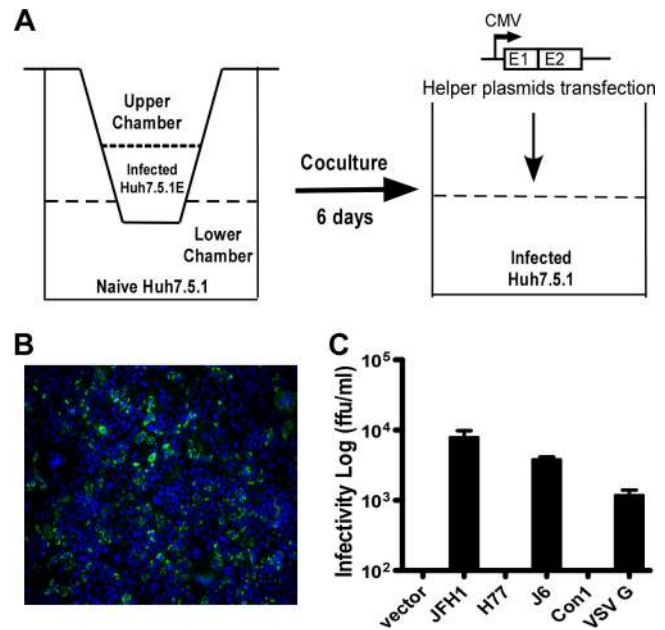 A
Upper
Chamber
Infected
Huh7.5.1E
Lower
Chamber
Naive Huh7.5.1
Coculture
6 days
CMV
E1 E2
Helper plasmids transfection
Infected
Huh7.5.1
B
C
Infectivity Log (ffu/ml)
10^5
10^4
10^3
10^2
vector
JFH1
H77
J6
Con1
VSV G